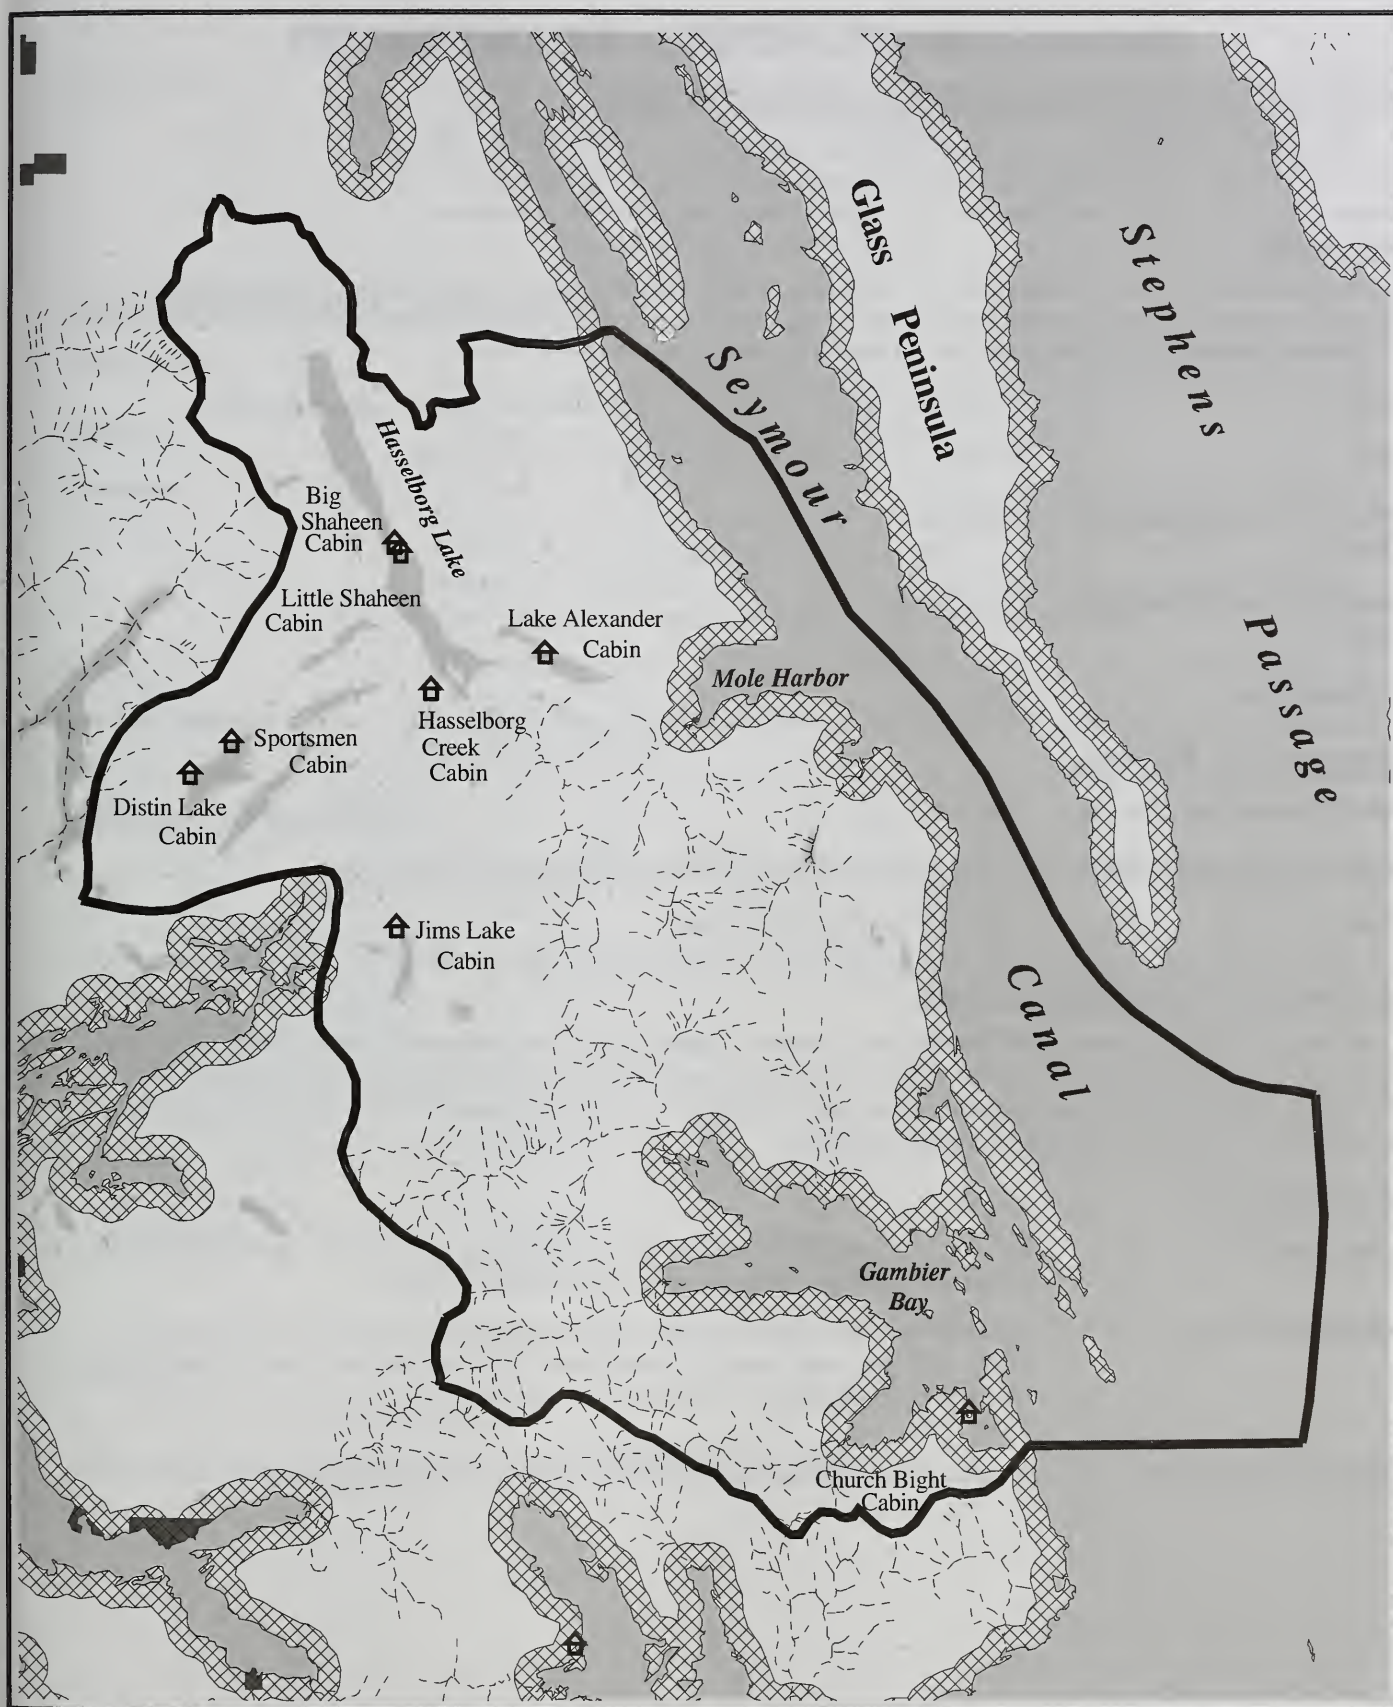 Glass
Peninsula
Stephens
Passage
Seymour
Canal
Hasselborg Lake
Big
Shaheen
Cabin
Little Shaheen
Cabin
Lake Alexander
Cabin
Mole Harbor
Hasselborg
Creek
Cabin
Sportsmen
Cabin
Distin Lake
Cabin
Jims Lake
Cabin
Gambier
Bay
Church Bight
Cabin